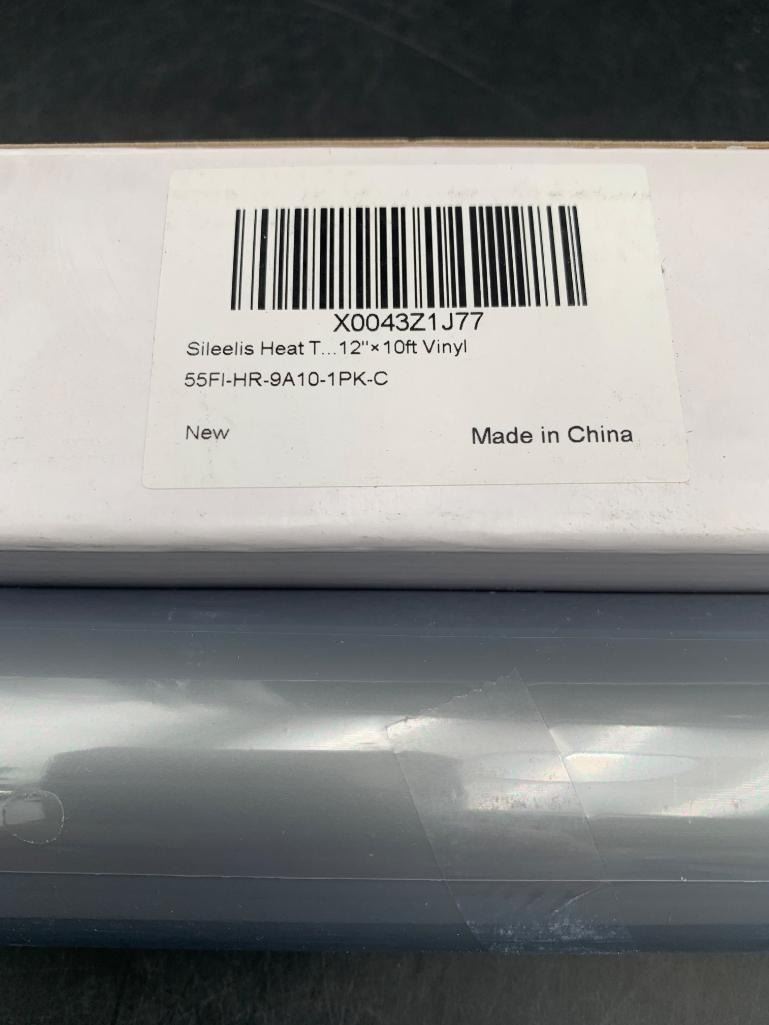 X0043Z1J77
Sileelis Heat T...12"×10ft Vinyl
55FI-HR-9A10-1PK-C
New
Made in China